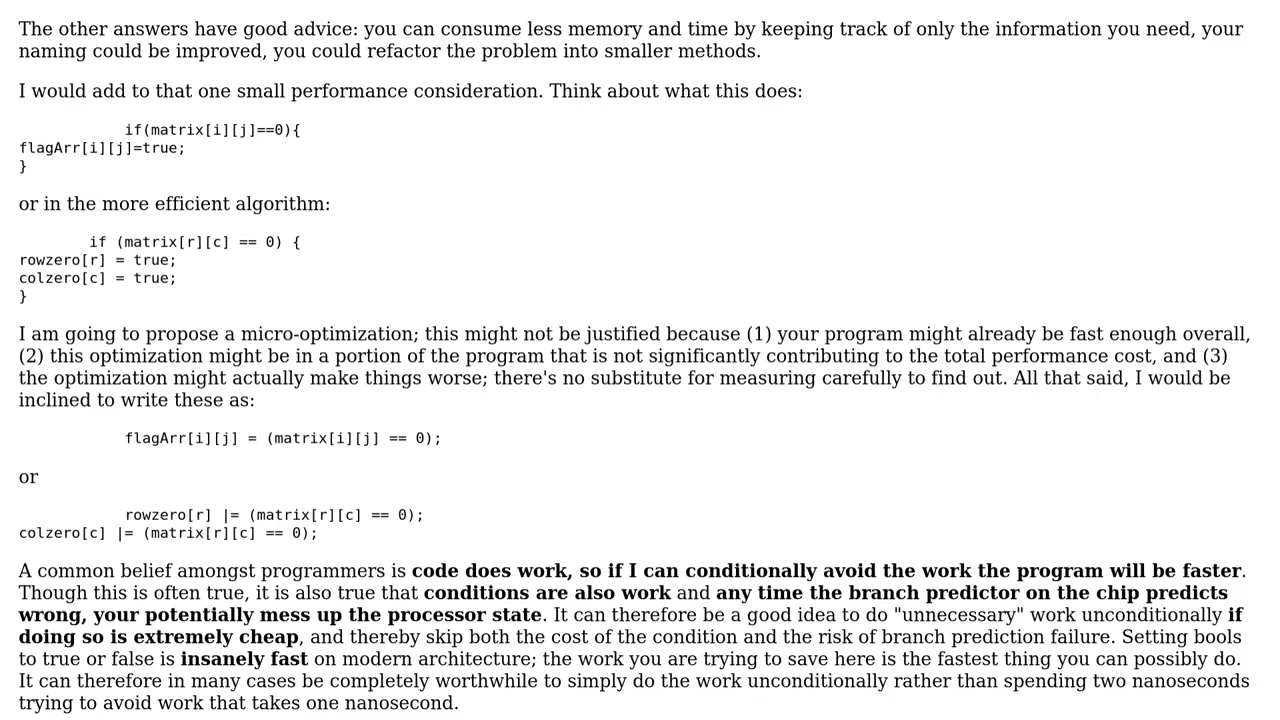 The other answers have good advice: you can consume less memory and time by keeping track of only the information you need, your
naming could be improved, you could refactor the problem into smaller methods.
I would add to that one small performance consideration. Think about what this does:
if(matrix[i][j]==0){
flagArr[i][j]=true;
}
or in the more efficient algorithm:
if (matrix[r][c] == 0) {
rowzero[r] = true;
colzero[c] = true;
}
I am going to propose a micro-optimization; this might not be justified because (1) your program might already be fast enough overall,
(2) this optimization might be in a portion of the program that is not significantly contributing to the total performance cost, and (3)
the optimization might actually make things worse; there's no substitute for measuring carefully to find out. All that said, I would be
inclined to write these as:
flagArr[i][j] = (matrix[i][j] == 0);
or
rowzero[r] |= (matrix[r][c] == 0);
colzero[c] |= (matrix[r][c] == 0);
A common belief amongst programmers is code does work, so if I can conditionally avoid the work the program will be faster.
Though this is often true, it is also true that conditions are also work and any time the branch predictor on the chip predicts
wrong, your potentially mess up the processor state. It can therefore be a good idea to do "unnecessary" work unconditionally if
doing so is extremely cheap, and thereby skip both the cost of the condition and the risk of branch prediction failure. Setting bools
to true or false is insanely fast on modern architecture; the work you are trying to save here is the fastest thing you can possibly do.
It can therefore in many cases be completely worthwhile to simply do the work unconditionally rather than spending two nanoseconds
trying to avoid work that takes one nanosecond.